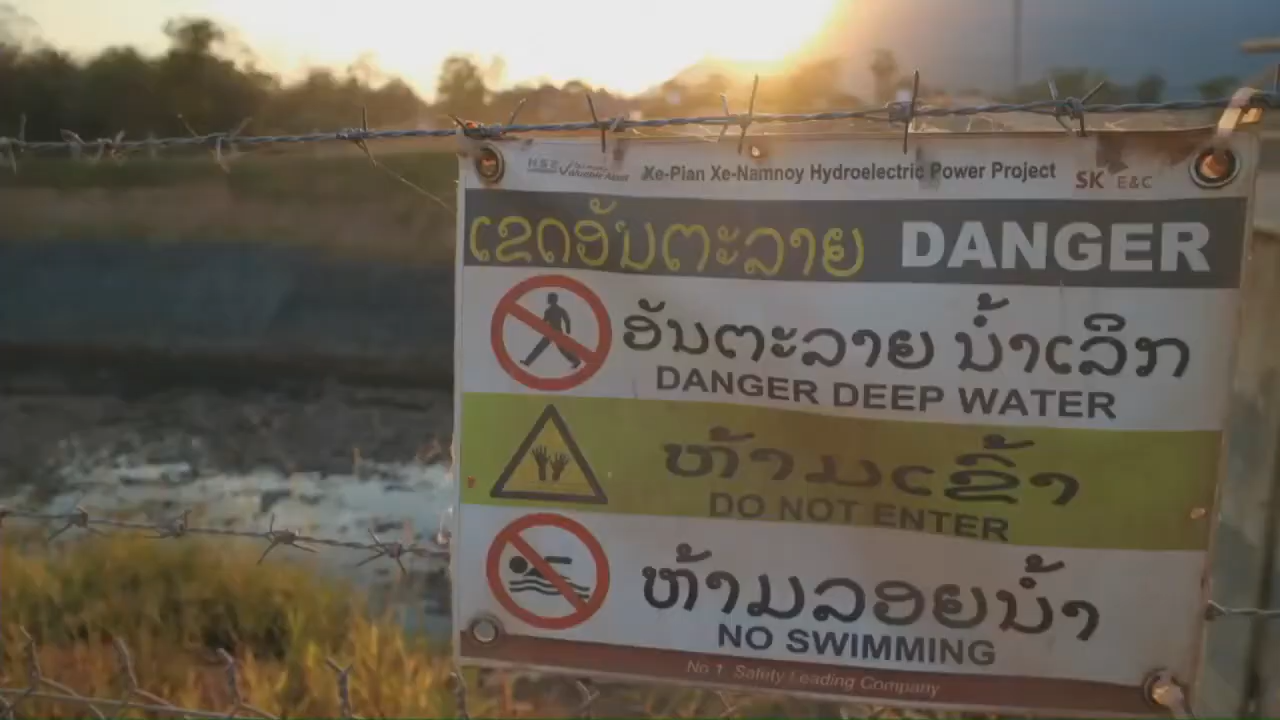 HSE
Xe-Pian Xe-Namnoy Hydroelectric Power Project
SK E&C
ເຂດອັນຕະລາຍ DANGER
ອັນຕະລາຍ ນ້ຳເລິກ
DANGER DEEP WATER
ຫ້າມເຂົ້າ
DO NOT ENTER
ຫ້າມລອຍນ້ຳ
NO SWIMMING
No.1 Safety Leading Company